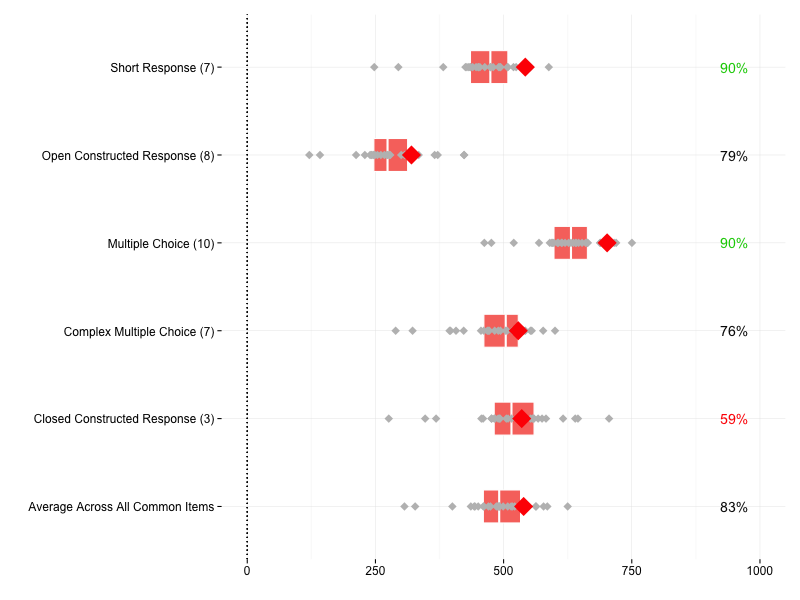 Short Response (7) 90%
Open Constructed Response (8) 79%
Multiple Choice (10) 90%
Complex Multiple Choice (7) 76%
Closed Constructed Response (3) 59%
Average Across All Common Items 83%
0 250 500 750 1000